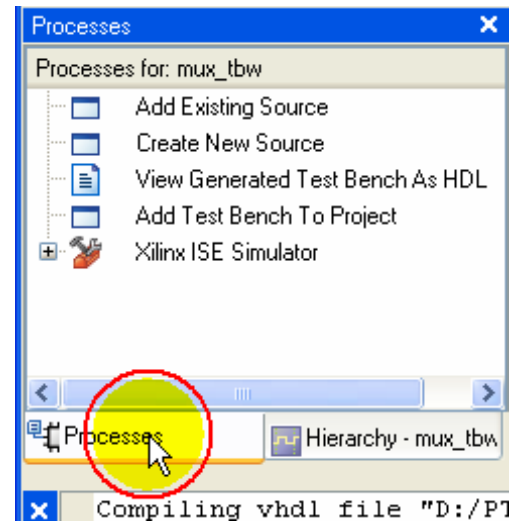 Processes
Processes for: mux_tbw
Add Existing Source
Create New Source
View Generated Test Bench As HDL
Add Test Bench To Project
Xilinx ISE Simulator
Processes Hierarchy - mux_tbw
Compiling vhdl file "D:/PT